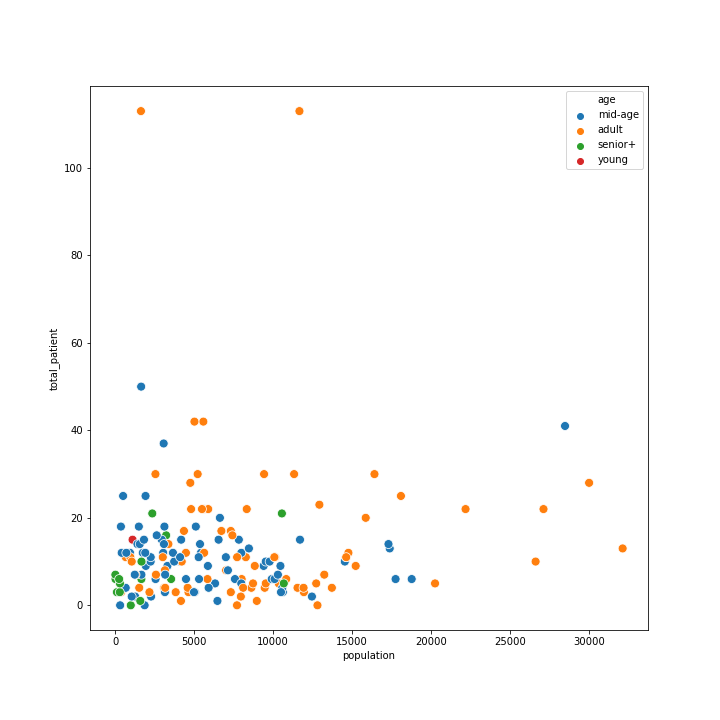 age
mid-age
adult
senior+
young
100
80
60
40
20
0
total_patient
0 5000 10000 15000 20000 25000 30000
population